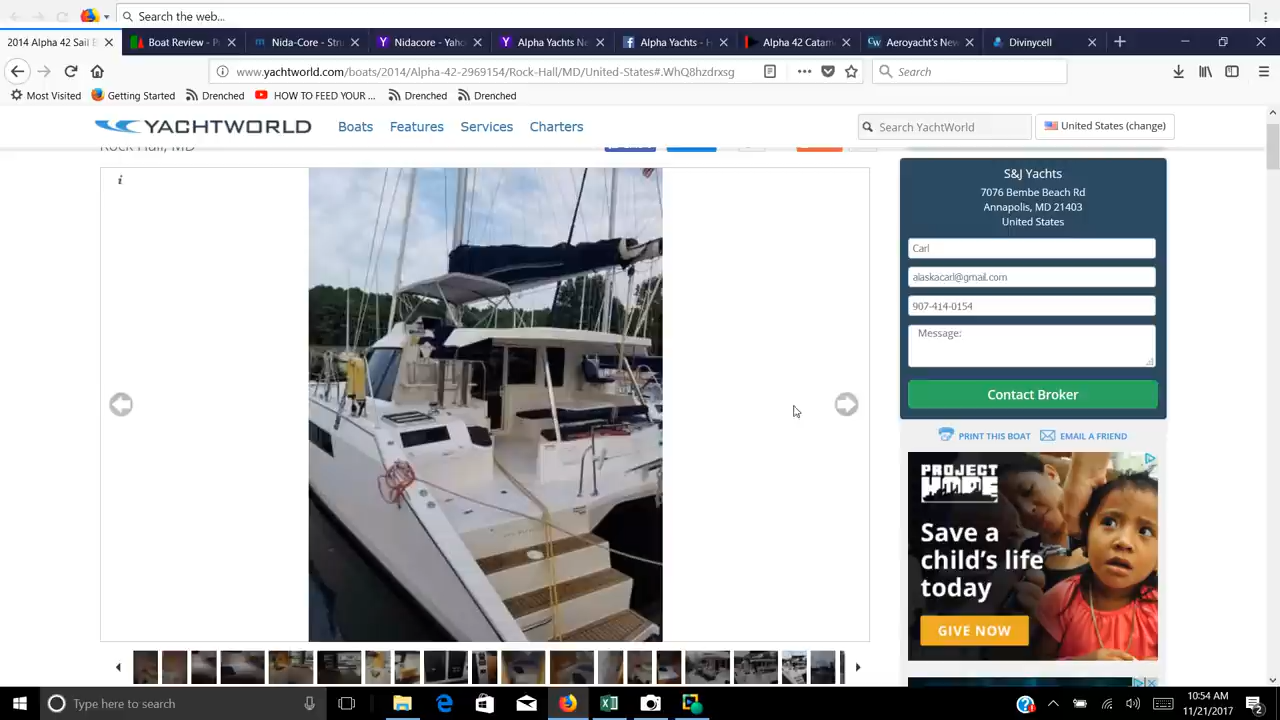 Search the web...
2014 Alpha 42 Sail B
Boat Review - P
Nida-Core - Stru
Nidacore - Yaho
Alpha Yachts Ne
Alpha Yachts - H
Alpha 42 Catam
Aeroyacht's New
Divinycell
www.yachtworld.com/boats/2014/Alpha-42-2969154/Rock-Hall/MD/United-States#.WhQ8hzdrxsg
Search
Most Visited
Getting Started
Drenched
HOW TO FEED YOUR ...
Drenched
Drenched
YACHTWORLD
Boats
Features
Services
Charters
Search YachtWorld
United States (change)
Rock Hall, MD
S&J Yachts
7076 Bembe Beach Rd
Annapolis, MD 21403
United States
Carl
alaskacarl@gmail.com
907-414-0154
Message:
Contact Broker
PRINT THIS BOAT
EMAIL A FRIEND
PROJECT
HOPE
Save a
child's life
today
GIVE NOW
Type here to search
10:54 AM
11/21/2017
2